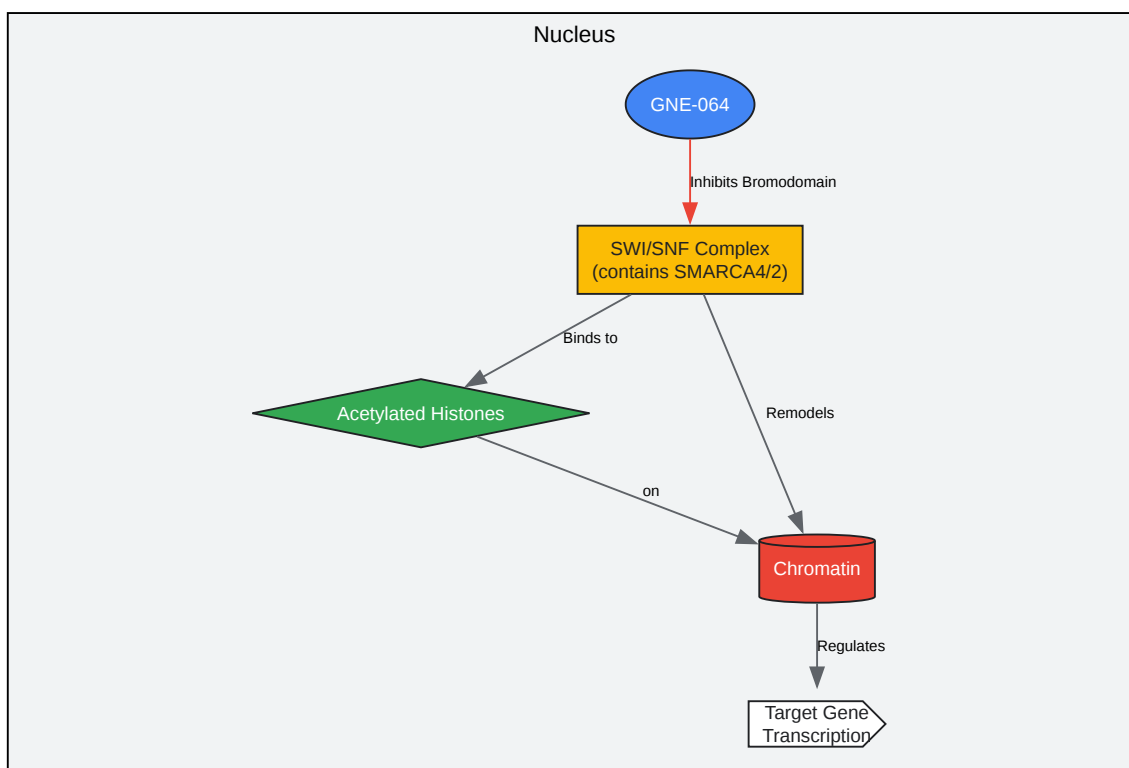 Nucleus
GNE-064
Inhibits Bromodomain
SWI/SNF Complex
(contains SMARCA4/2)
Binds to
Acetylated Histones
Remodels
on
Chromatin
Regulates
Target Gene
Transcription